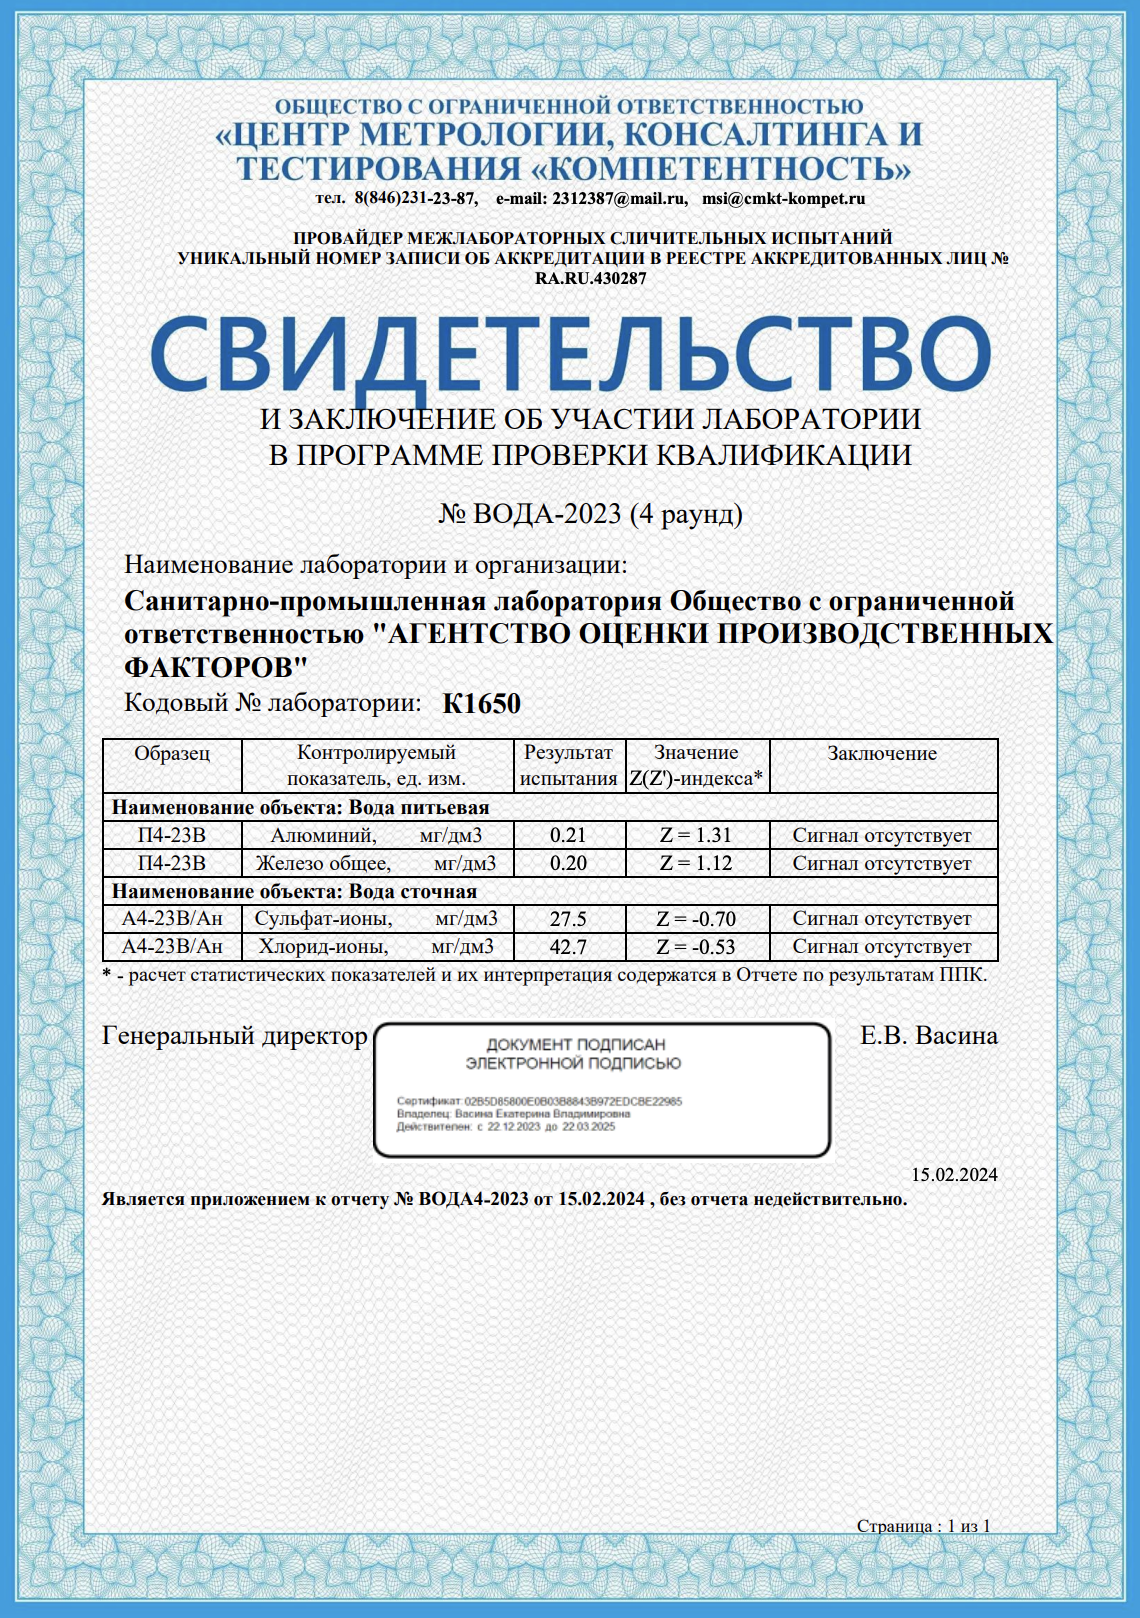 ОБЩЕСТВО С ОГРАНИЧЕННОЙ ОТВЕТСТВЕННОСТЬЮ
«ЦЕНТР МЕТРОЛОГИИ, КОНСАЛТИНГА И
ТЕСТИРОВАНИЯ «КОМПЕТЕНТНОСТЬ»
тел. 8(846)231-23-87, e-mail: 2312387@mail.ru, msi@cmkt-kompet.ru
ПРОВАЙДЕР МЕЖЛАБОРАТОРНЫХ СЛИЧИТЕЛЬНЫХ ИСПЫТАНИЙ
УНИКАЛЬНЫЙ НОМЕР ЗАПИСИ ОБ АККРЕДИТАЦИИ В РЕЕСТРЕ АККРЕДИТОВАННЫХ ЛИЦ №
RA.RU.430287
СВИДЕТЕЛЬСТВО
И ЗАКЛЮЧЕНИЕ ОБ УЧАСТИИ ЛАБОРАТОРИИ
В ПРОГРАММЕ ПРОВЕРКИ КВАЛИФИКАЦИИ
№ ВОДА-2023 (4 раунд)
Наименование лаборатории и организации:
Санитарно-промышленная лаборатория Общество с ограниченной
ответственностью "АГЕНТСТВО ОЦЕНКИ ПРОИЗВОДСТВЕННЫХ
ФАКТОРОВ"
Кодовый № лаборатории: К1650
Образец Контролируемый показатель, ед. изм. Результат испытания Значение Z(Z')-индекса* Заключение
Наименование объекта: Вода питьевая
П4-23В Алюминий, мг/дм3 0.21 Z = 1.31 Сигнал отсутствует
П4-23В Железо общее, мг/дм3 0.20 Z = 1.12 Сигнал отсутствует
Наименование объекта: Вода сточная
А4-23В/Ан Сульфат-ионы, мг/дм3 27.5 Z = -0.70 Сигнал отсутствует
А4-23В/Ан Хлорид-ионы, мг/дм3 42.7 Z = -0.53 Сигнал отсутствует
* - расчет статистических показателей и их интерпретация содержатся в Отчете по результатам ППК.
Генеральный директор Е.В. Васина
ДОКУМЕНТ ПОДПИСАН
ЭЛЕКТРОННОЙ ПОДПИСЬЮ
Сертификат: 02B5D85800E0B03B8843B972EDCBE22985
Владелец: Васина Екатерина Владимировна
Действителен: с 22.12.2023 до 22.03.2025
15.02.2024
Является приложением к отчету № ВОДА4-2023 от 15.02.2024 , без отчета недействительно.
Страница : 1 из 1